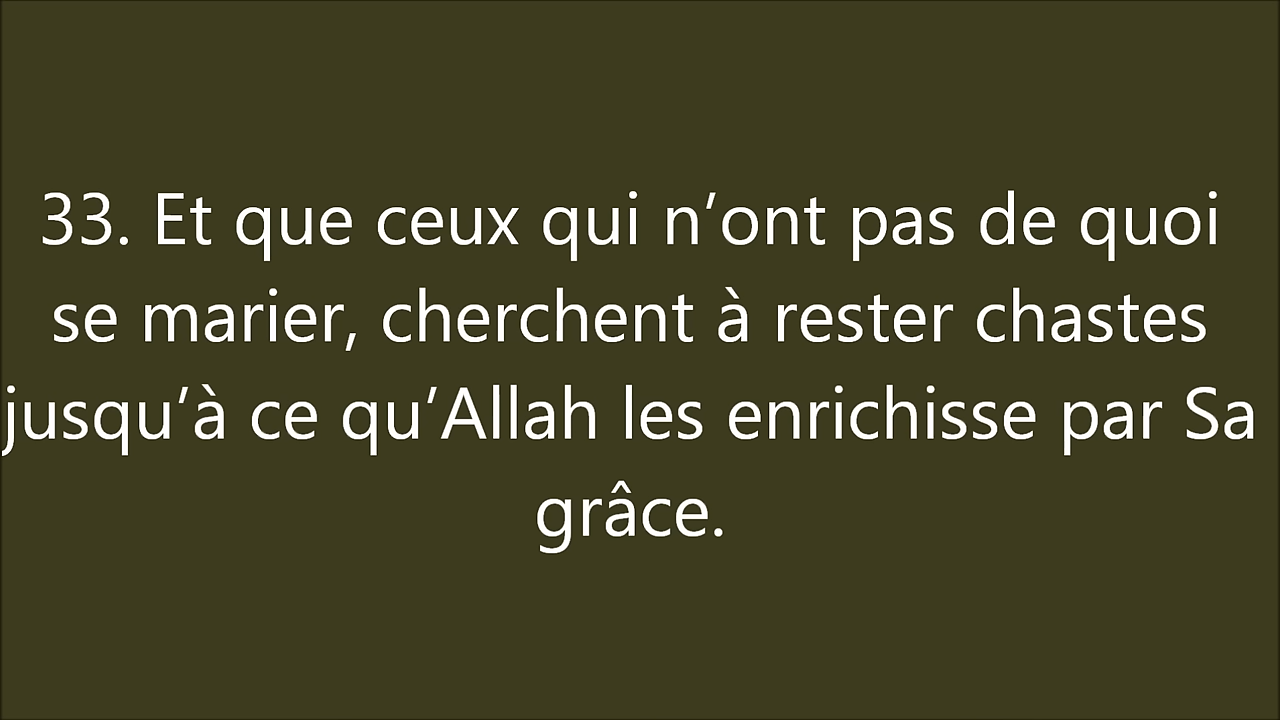 33. Et que ceux qui n’ont pas de quoi
se marier, cherchent à rester chastes
jusqu’à ce qu’Allah les enrichisse par Sa
grâce.